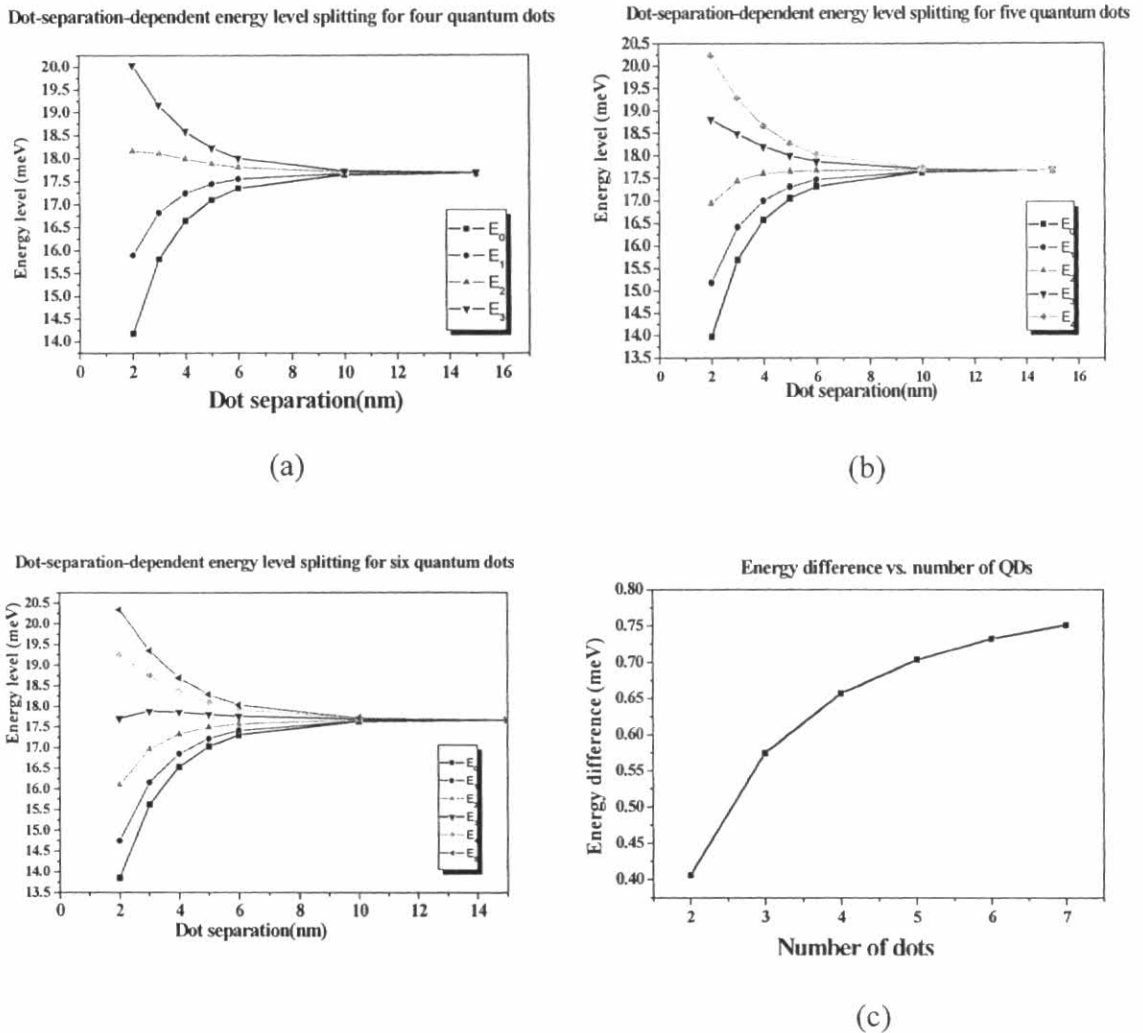 Dot-separation-dependent energy level splitting for four quantum dots
Energy level (meV)
20.0
19.5
19.0
18.5
18.0
17.5
17.0
16.5
16.0
15.5
15.0
14.5
14.0
E0
E1
E2
E3
0 2 4 6 8 10 12 14 16
Dot separation(nm)
(a)
Dot-separation-dependent energy level splitting for five quantum dots
Energy level (meV)
20.5
20.0
19.5
19.0
18.5
18.0
17.5
17.0
16.5
16.0
15.5
15.0
14.5
14.0
13.5
E
E
E
E
E
0 2 4 6 8 10 12 14 16
Dot separation(nm)
(b)
Dot-separation-dependent energy level splitting for six quantum dots
Energy level (meV)
20.5
20.0
19.5
19.0
18.5
18.0
17.5
17.0
16.5
16.0
15.5
15.0
14.5
14.0
13.5
E
E
E
E
E
E
0 2 4 6 8 10 12 14
Dot separation(nm)
Energy difference vs. number of QDs
Energy difference (meV)
0.80
0.75
0.70
0.65
0.60
0.55
0.50
0.45
0.40
2 3 4 5 6 7
Number of dots
(c)